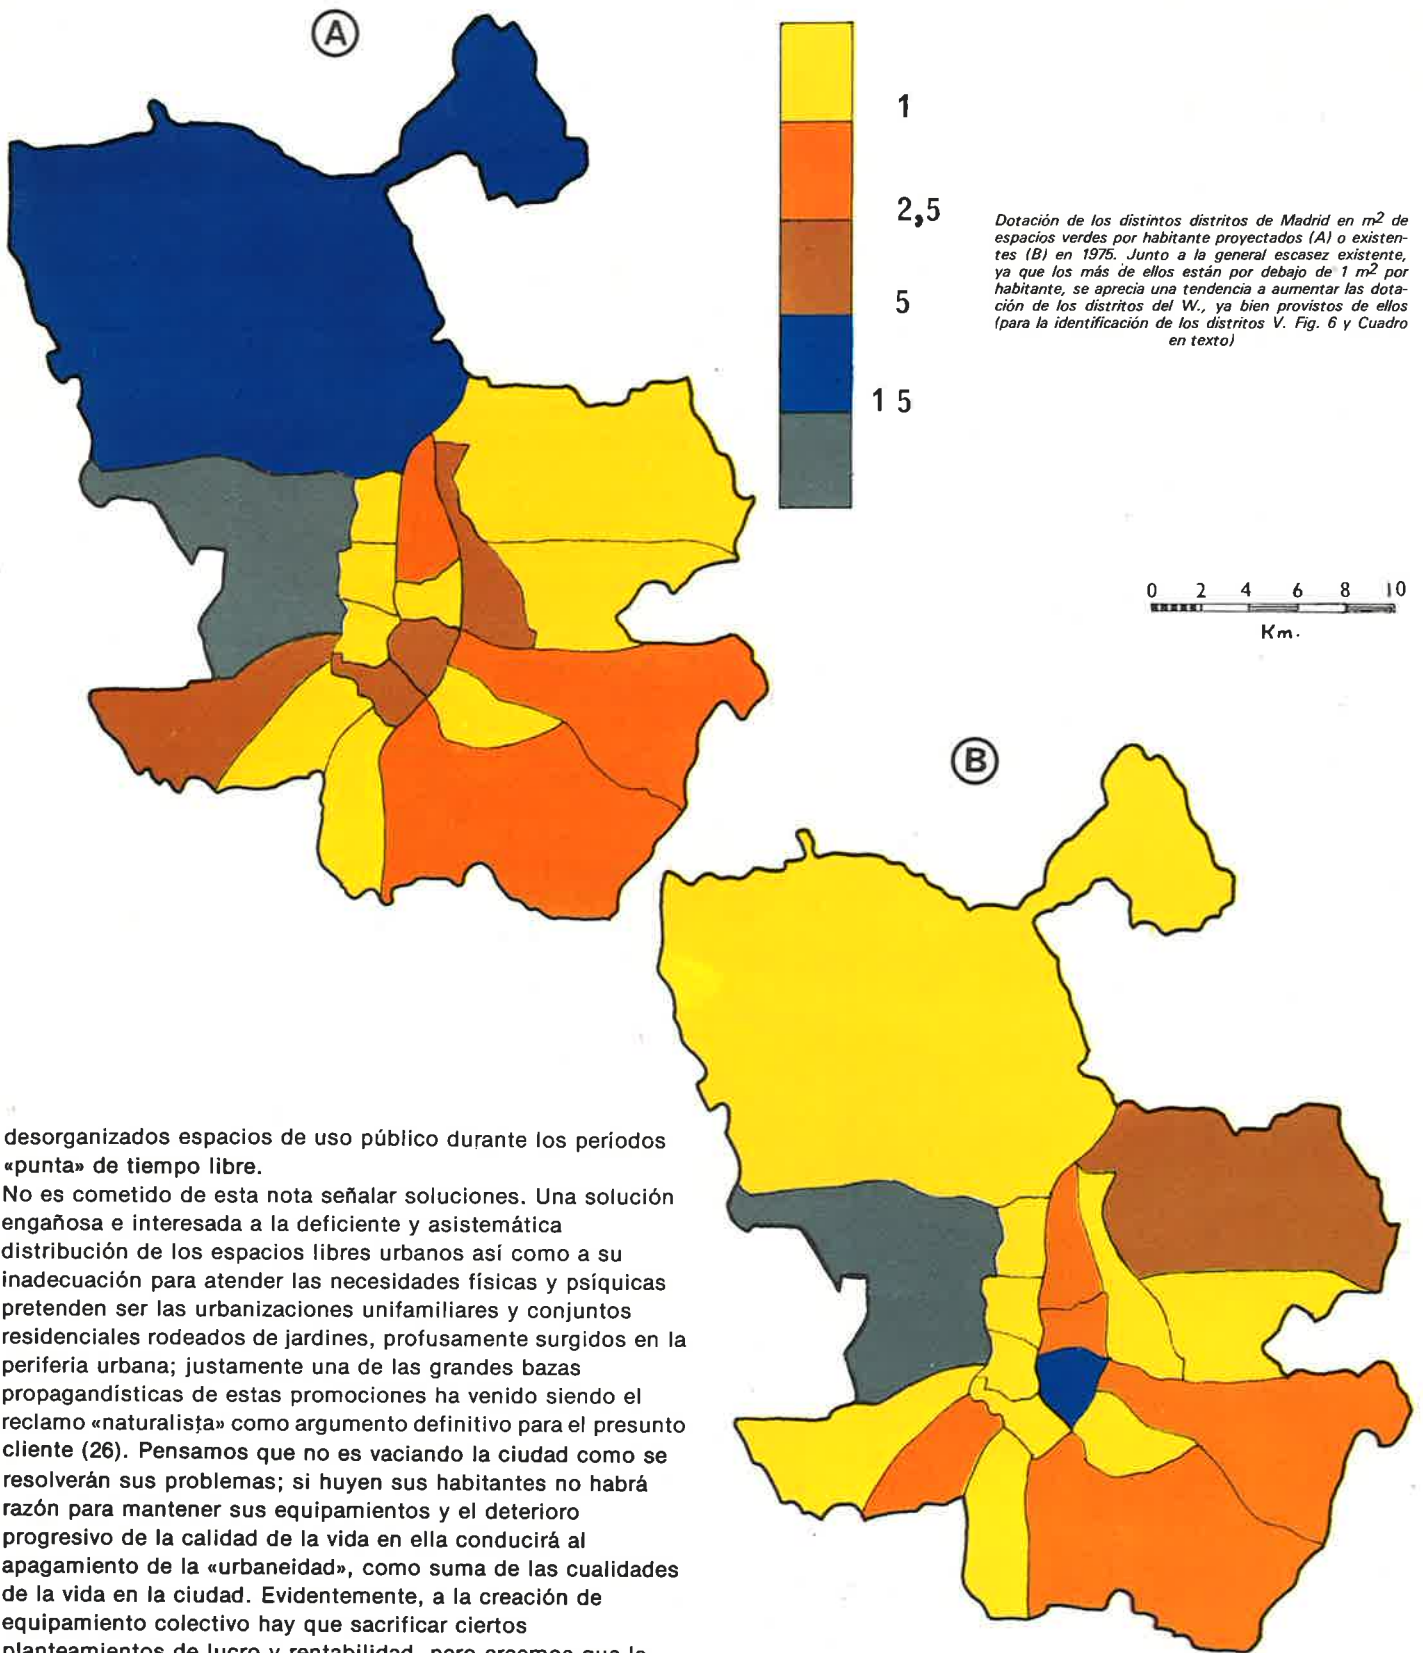 A
1
2,5
5
15
Dotación de los distintos distritos de Madrid en m² de
espacios verdes por habitante proyectados (A) o existen-
tes (B) en 1975. Junto a la general escasez existente,
ya que los más de ellos están por debajo de 1 m² por
habitante, se aprecia una tendencia a aumentar las dota-
ción de los distritos del W., ya bien provistos de ellos
(para la identificación de los distritos V. Fig. 6 y Cuadro
en texto)
0 2 4 6 8 10
Km.
B
desorganizados espacios de uso público durante los períodos
«punta» de tiempo libre.
No es cometido de esta nota señalar soluciones. Una solución
engañosa e interesada a la deficiente y asistemática
distribución de los espacios libres urbanos así como a su
inadecuación para atender las necesidades físicas y psíquicas
pretenden ser las urbanizaciones unifamiliares y conjuntos
residenciales rodeados de jardines, profusamente surgidos en la
periferia urbana; justamente una de las grandes bazas
propagandísticas de estas promociones ha venido siendo el
reclamo «naturalista» como argumento definitivo para el presunto
cliente (26). Pensamos que no es vaciando la ciudad como se
resolverán sus problemas; si huyen sus habitantes no habrá
razón para mantener sus equipamientos y el deterioro
progresivo de la calidad de la vida en ella conducirá al
apagamiento de la «urbaneidad», como suma de las cualidades
de la vida en la ciudad. Evidentemente, a la creación de
equipamiento colectivo hay que sacrificar ciertos
planteamientos de lucro y rentabilidad, pero creemos que la